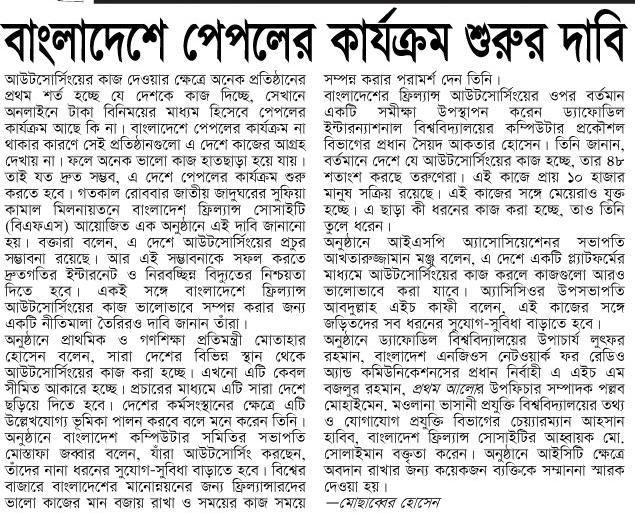 বাংলাদেশে পেপলের কার্যক্রম শুরুর দাবি
আউটসোর্সিংয়ের কাজ দেওয়ার ক্ষেত্রে অনেক প্রতিষ্ঠানের
প্রথম শর্ত হচ্ছে যে দেশকে কাজ দিচ্ছে, সেখানে
অনলাইনে টাকা বিনিময়ের মাধ্যম হিসেবে পেপলের
কার্যক্রম আছে কি না। বাংলাদেশে পেপলের কার্যক্রম না
থাকার কারণে সেই প্রতিষ্ঠানগুলো এ দেশে কাজের আগ্রহ
দেখায় না। ফলে অনেক ভালো কাজ হাতছাড়া হয়ে যায়।
তাই যত দ্রুত সম্ভব, এ দেশে পেপলের কার্যক্রম শুরু
করতে হবে। গতকাল রোববার জাতীয় জাদুঘরের সুফিয়া
কামাল মিলনায়তনে বাংলাদেশ ফ্রিল্যান্স সোসাইটি
(বিএফএস) আয়োজিত এক অনুষ্ঠানে এই দাবি জানানো
হয়। বক্তারা বলেন, এ দেশে আউটসোর্সিংয়ের প্রচুর
সম্ভাবনা রয়েছে। আর এই সম্ভাবনাকে সফল করতে
দ্রুতগতির ইন্টারনেট ও নিরবচ্ছিন্ন বিদ্যুতের নিশ্চয়তা
দিতে হবে। একই সঙ্গে বাংলাদেশে ফ্রিল্যান্স
আউটসোর্সিংয়ের কাজ ভালোভাবে সম্পন্ন করার জন্য
একটি নীতিমালা তৈরিরও দাবি জানান তাঁরা।
অনুষ্ঠানে প্রাথমিক ও গণশিক্ষা প্রতিমন্ত্রী মোতাহার
হোসেন বলেন, সারা দেশের বিভিন্ন স্থান থেকে
আউটসোর্সিংয়ের কাজ করা হচ্ছে। এখনো এটি কেবল
সীমিত আকারে হচ্ছে। প্রচারের মাধ্যমে এটি সারা দেশে
ছড়িয়ে দিতে হবে। দেশের কর্মসংস্থানের ক্ষেত্রে এটি
উল্লেখযোগ্য ভূমিকা পালন করবে বলে মনে করেন তিনি।
অনুষ্ঠানে বাংলাদেশ কম্পিউটার সমিতির সভাপতি
মোস্তাফা জব্বার বলেন, যাঁরা আউটসোর্সিং করছেন,
তাঁদের নানা ধরনের সুযোগ-সুবিধা বাড়াতে হবে। বিশ্বের
বাজারে বাংলাদেশের মানোন্নয়নের জন্য ফ্রিল্যান্সারদের
ভালো কাজের মান বজায় রাখা ও সময়ের কাজ সময়ে
সম্পন্ন করার পরামর্শ দেন তিনি।
বাংলাদেশের ফ্রিল্যান্স আউটসোর্সিংয়ের ওপর বর্তমান
একটি সমীক্ষা উপস্থাপন করেন ড্যাফোডিল
ইন্টারন্যাশনাল বিশ্ববিদ্যালয়ের কম্পিউটার প্রকৌশল
বিভাগের প্রধান সৈয়দ আকতার হোসেন। তিনি জানান,
বর্তমানে দেশে যে আউটসোর্সিংয়ের কাজ হচ্ছে, তার ৪৮
শতাংশ করছে তরুণেরা। এই কাজে প্রায় ১০ হাজার
মানুষ সক্রিয় রয়েছে। এই কাজের সঙ্গে মেয়েরাও যুক্ত
হচ্ছে। এ ছাড়া কী ধরনের কাজ করা হচ্ছে, তাও তিনি
তুলে ধরেন।
অনুষ্ঠানে আইএসপি অ্যাসোসিয়েশনের সভাপতি
আখতারুজ্জামান মঞ্জু বলেন, এ দেশে একটি প্ল্যাটফর্মের
মাধ্যমে আউটসোর্সিংয়ের কাজ করলে কাজগুলো আরও
ভালোভাবে করা যাবে। অ্যাসিসিওর উপসভাপতি
আবদুল্লাহ এইচ কাফী বলেন, এই কাজের সঙ্গে
জড়িতদের সব ধরনের সুযোগ-সুবিধা বাড়াতে হবে।
অনুষ্ঠানে ড্যাফোডিল বিশ্ববিদ্যালয়ের উপাচার্য লুৎফর
রহমান, বাংলাদেশ এনজিওস নেটওয়ার্ক ফর রেডিও
অ্যান্ড কমিউনিকেশনসের প্রধান নির্বাহী এ এইচ এম
বজলুর রহমান, প্রথম আলোর উপফিচার সম্পাদক পল্লব
মোহাইমেন, মওলানা ভাসানী প্রযুক্তি বিশ্ববিদ্যালয়ের তথ্য
ও যোগাযোগ প্রযুক্তি বিভাগের চেয়্যারম্যান আহসান
হাবিব, বাংলাদেশ ফ্রিল্যান্স সোসাইটির আহ্বায়ক মো.
সোলাইমান বক্তৃতা করেন। অনুষ্ঠানে আইসিটি ক্ষেত্রে
অবদান রাখার জন্য কয়েকজন ব্যক্তিকে সম্মাননা স্মারক
দেওয়া হয়।
—মোছাব্বের হোসেন